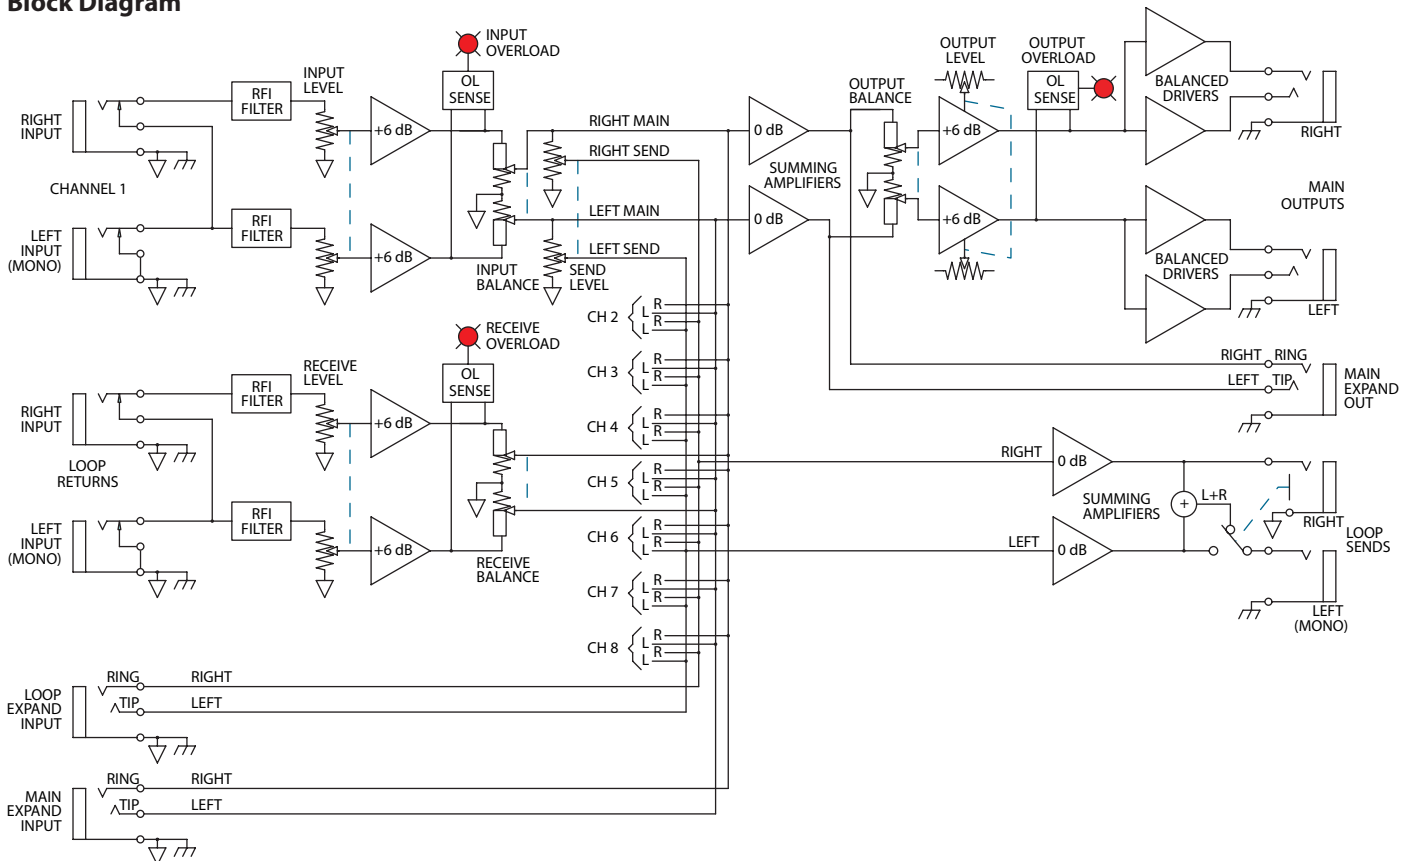 Block Diagram
INPUT
OVERLOAD
OL
SENSE
INPUT
LEVEL
RFI
FILTER
RIGHT
INPUT
+6 dB
CHANNEL 1
LEFT
INPUT
(MONO)
RFI
FILTER
+6 dB
INPUT
BALANCE
RIGHT MAIN
RIGHT SEND
LEFT MAIN
LEFT SEND
SEND
LEVEL
0 dB
SUMMING
AMPLIFIERS
0 dB
OUTPUT
BALANCE
OUTPUT
LEVEL
+6 dB
+6 dB
OUTPUT
OVERLOAD
OL
SENSE
BALANCED
DRIVERS
RIGHT
MAIN
OUTPUTS
BALANCED
DRIVERS
LEFT
CH 2
R
L
R
L
CH 3
R
L
R
L
CH 4
R
L
R
L
CH 5
R
L
R
L
CH 6
R
L
R
L
CH 7
R
L
R
L
CH 8
R
L
R
L
RIGHT
RING
LEFT
TIP
MAIN
EXPAND
OUT
RECEIVE
OVERLOAD
OL
SENSE
RECEIVE
LEVEL
RFI
FILTER
RIGHT
INPUT
+6 dB
LOOP
RETURNS
LEFT
INPUT
(MONO)
RFI
FILTER
+6 dB
RECEIVE
BALANCE
RIGHT
0 dB
SUMMING
AMPLIFIERS
+
L+R
LEFT
0 dB
RIGHT
LOOP
SENDS
LEFT
(MONO)
LOOP
EXPAND
INPUT
RING
RIGHT
TIP
LEFT
MAIN
EXPAND
INPUT
RING
RIGHT
TIP
LEFT